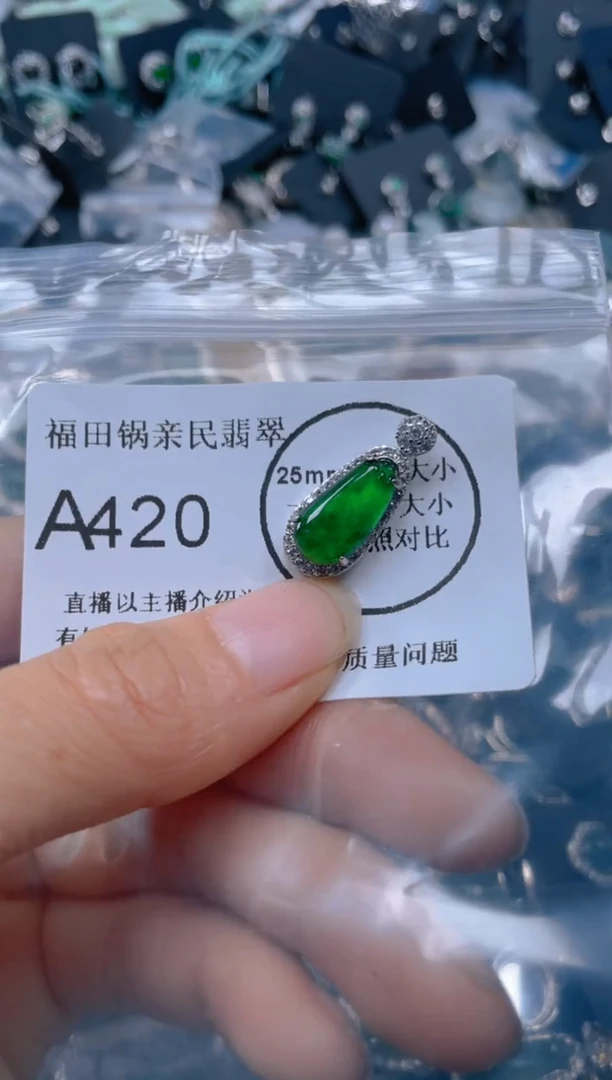 福田锅亲民翡翠
25mm 大小
A420
大小
照对比
直播以主播介绍
有
质量问题